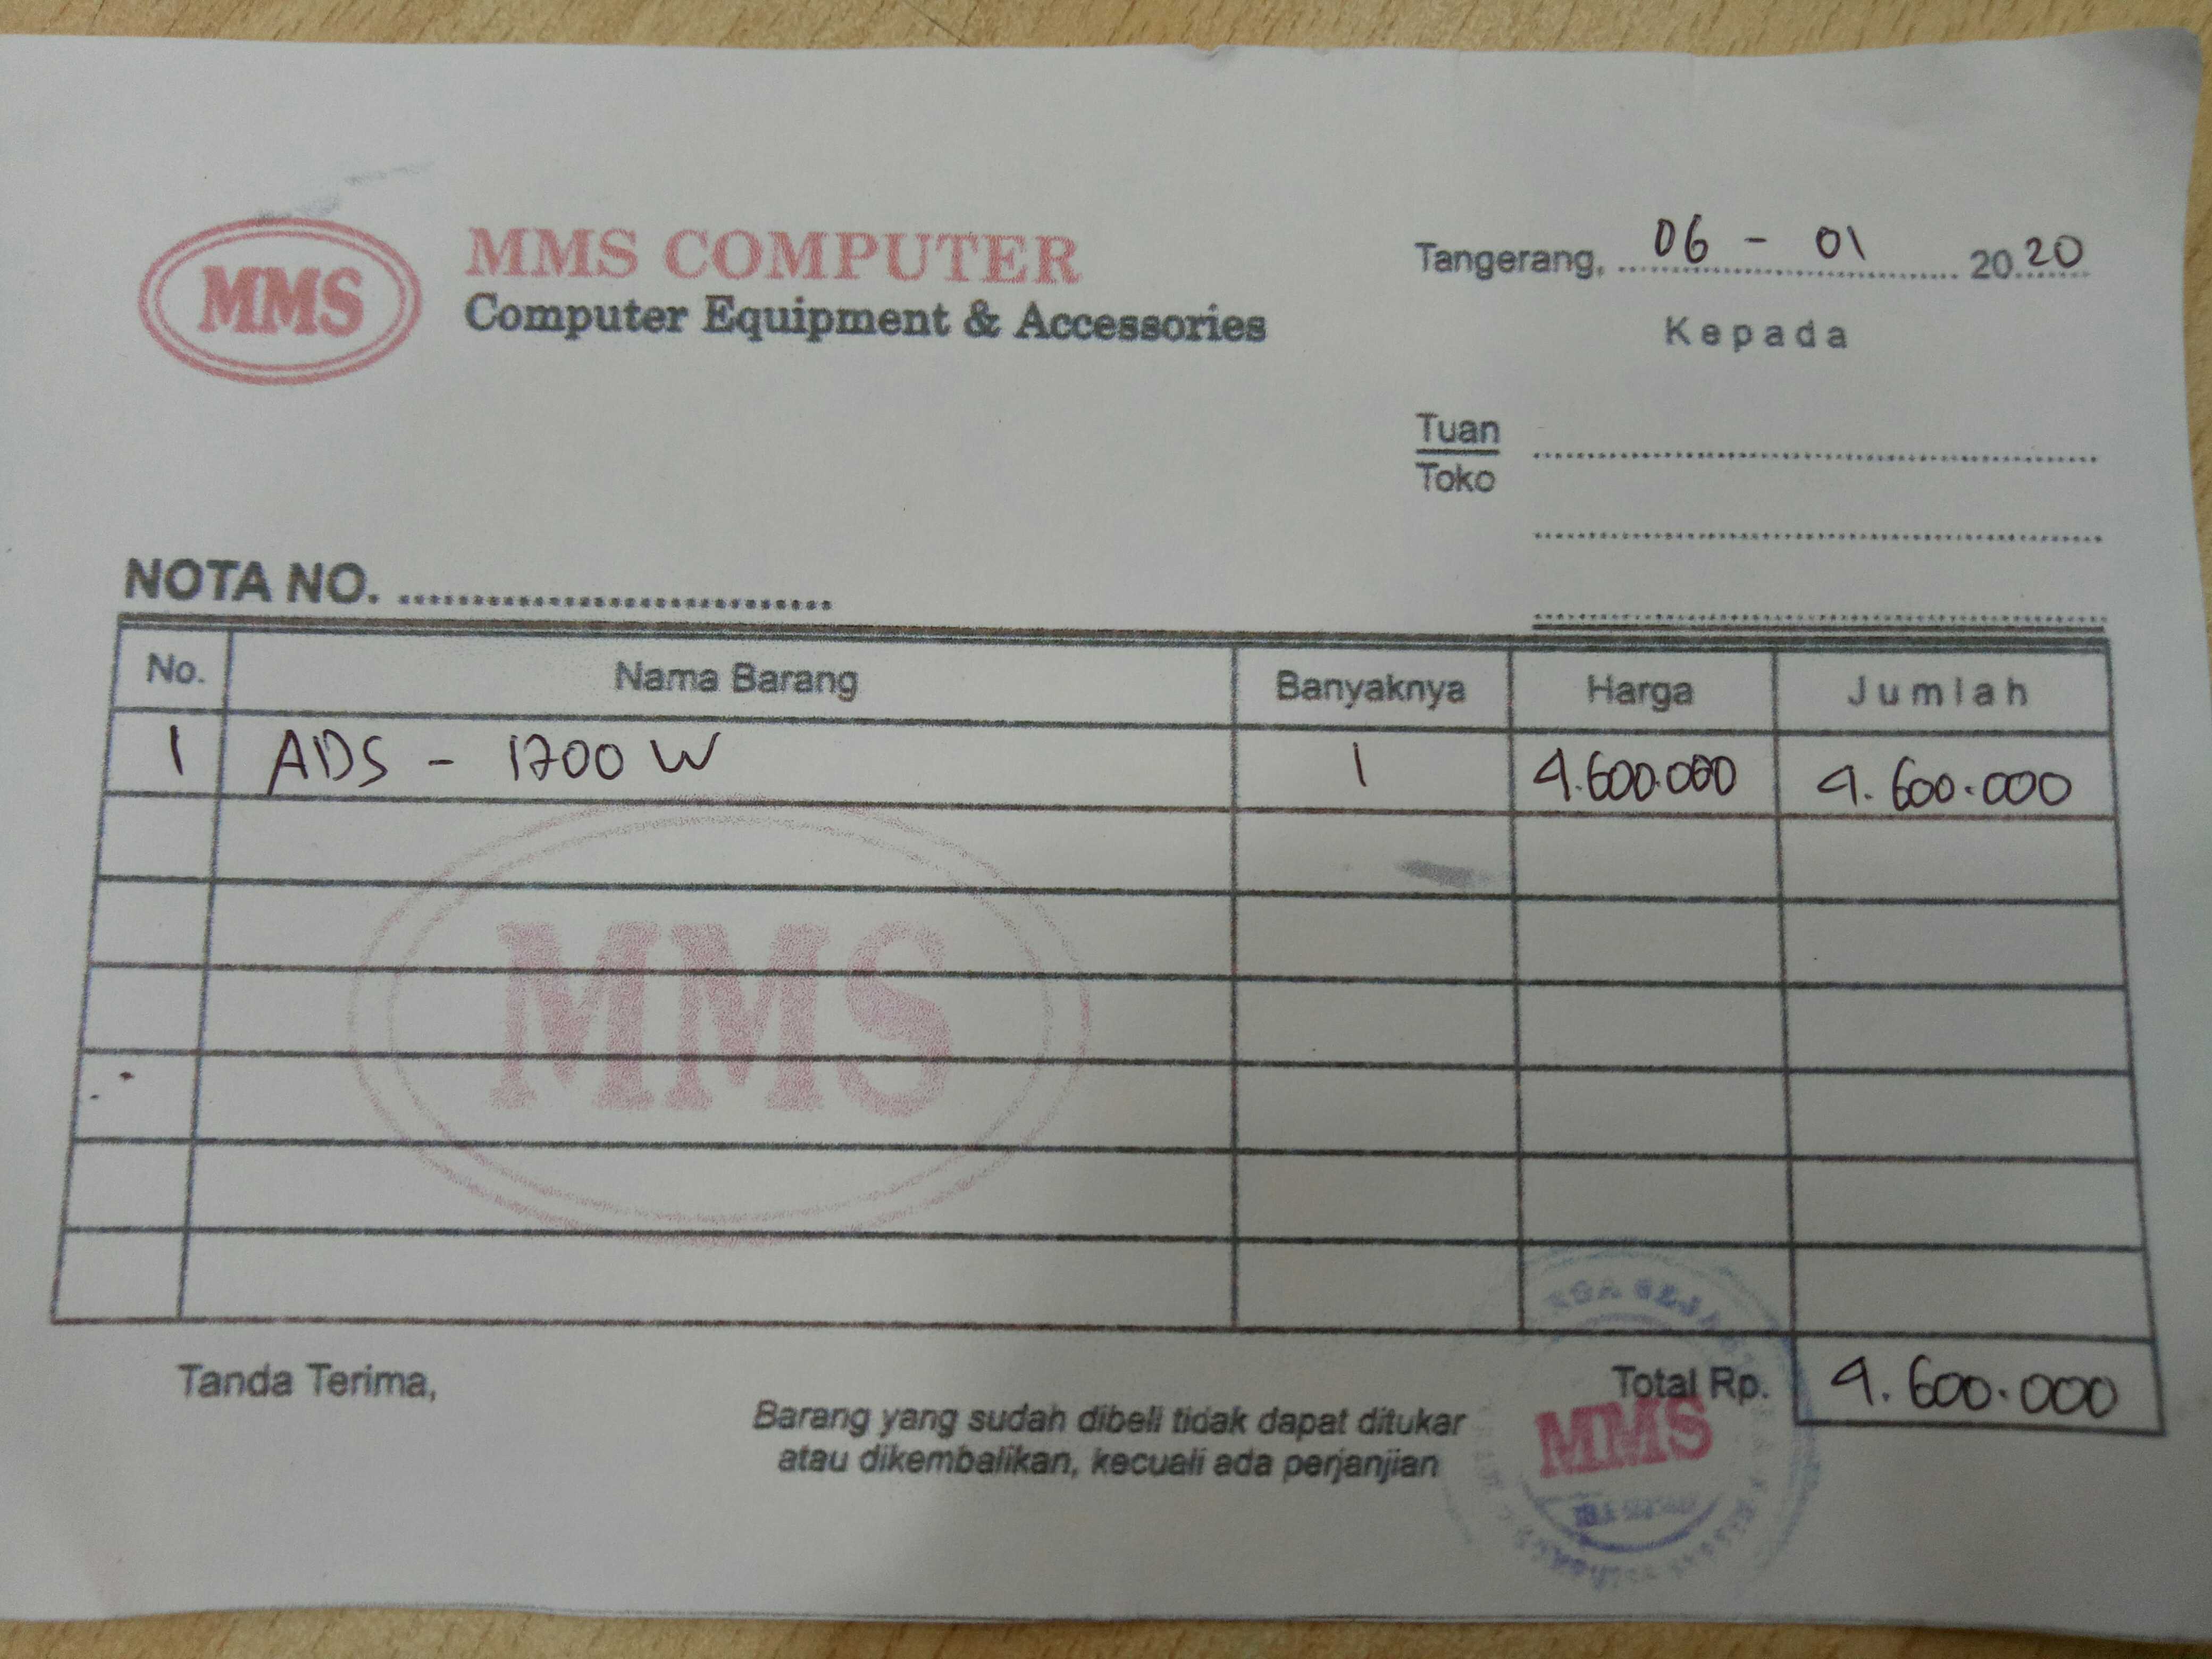 MMS
MMS COMPUTER
Computer Equipment & Accessories
Tangerang, 06 - 01 2020
Kepada
Tuan
Toko
NOTA NO.
No. Nama Barang Banyaknya Harga Jumlah
1 ADS - 1700 W 1 4.600.000 4.600.000
MMS
Tanda Terima,
Total Rp. 4.600.000
Barang yang sudah dibeli tidak dapat ditukar
atau dikembalikan, kecuali ada perjanjian
MMS